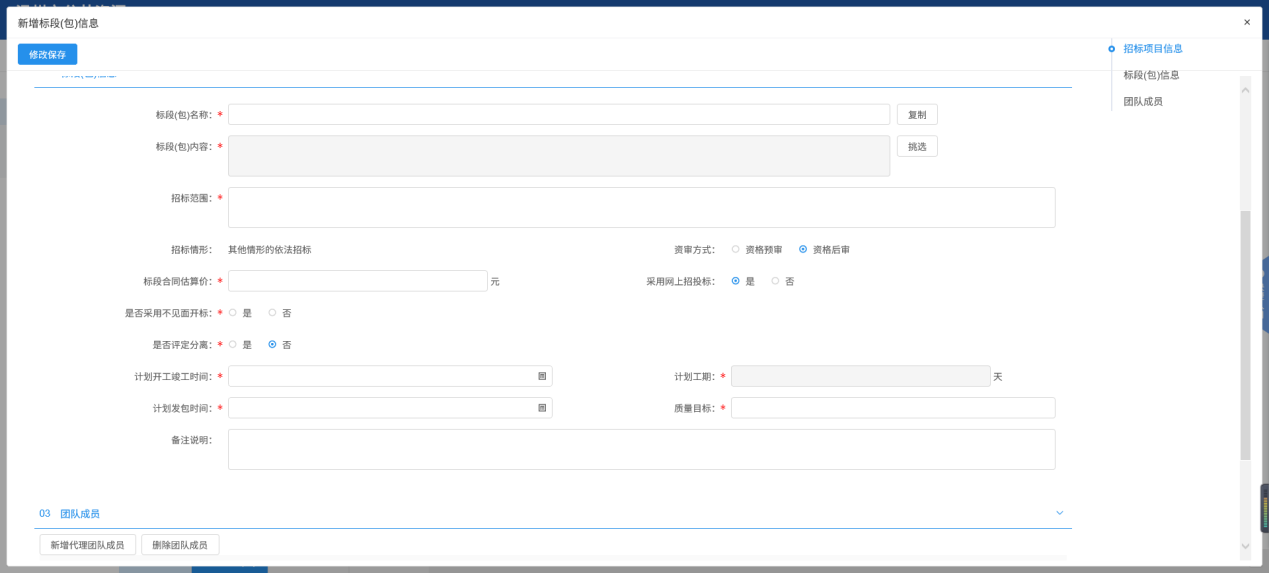 新增标段(包)信息
×
修改保存
招标项目信息
标段(包)信息
团队成员
标段(包)名称：*
复制
标段(包)内容：*
挑选
招标范围：*
招标情形： 其他情形的依法招标
资审方式： 资格预审 资格后审
标段合同估算价：* 元
采用网上招投标： 是 否
是否采用不见面开标：* 是 否
是否评定分离：* 是 否
计划开工竣工时间：*
计划工期：* 天
计划发包时间：*
质量目标：*
备注说明：
03 团队成员
新增代理团队成员 删除团队成员